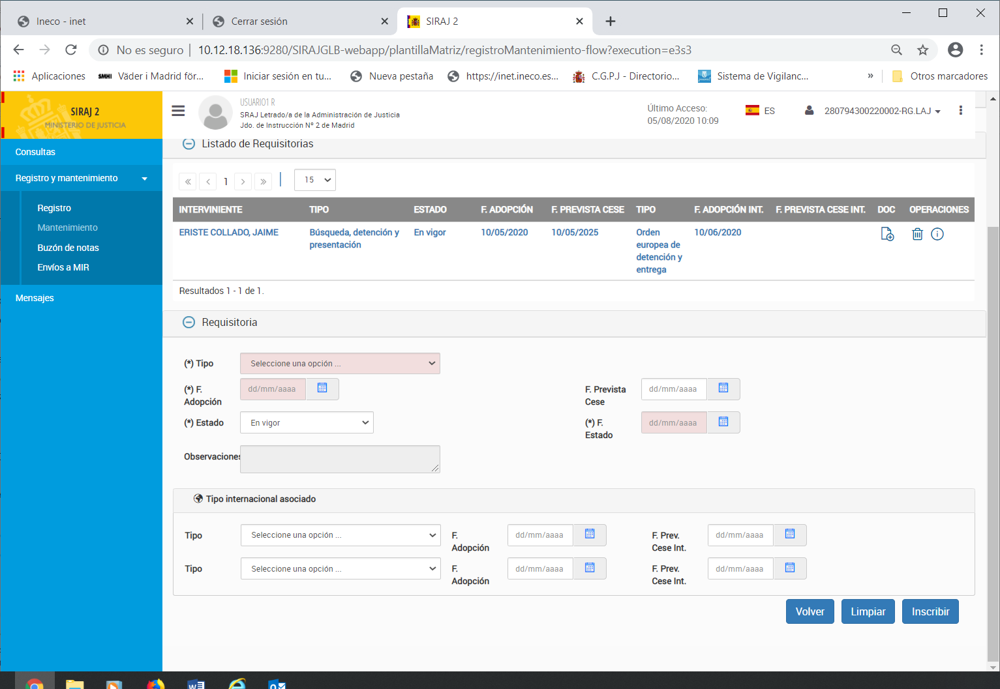 Ineco - inet
Cerrar sesión
SIRAJ 2
No es seguro | 10.12.18.136:9280/SIRAJGLB-webapp/plantillaMatriz/registroMantenimiento-flow?execution=e3s3
Aplicaciones
SMHI Väder i Madrid för...
Iniciar sesión en tu...
Nueva pestaña
https://inet.ineco.es...
C.G.P.J - Directorio...
Sistema de Vigilanc...
»
Otros marcadores
SIRAJ 2
MINISTERIO DE JUSTICIA
USUARIO1 R
SRAJ Letrado/a de la Administración de Justicia
Jdo. de Instrucción Nº 2 de Madrid
Último Acceso:
05/08/2020 10:09
ES
280794300220002-RG.LAJ
Consultas
Registro y mantenimiento
Registro
Mantenimiento
Buzón de notas
Envíos a MIR
Mensajes
Listado de Requisitorias
« ‹ 1 › » | 15
INTERVINIENTE TIPO ESTADO F. ADOPCIÓN F. PREVISTA CESE TIPO F. ADOPCIÓN INT. F. PREVISTA CESE INT. DOC OPERACIONES
ERISTE COLLADO, JAIME Búsqueda, detención y En vigor 10/05/2020 10/05/2025 Orden 10/06/2020
presentación europea de
detención y
entrega
Resultados 1 - 1 de 1.
Requisitoria
(*) Tipo Seleccione una opción ...
(*) F. dd/mm/aaaa F. Prevista dd/mm/aaaa
Adopción Cese
(*) Estado En vigor (*) F. dd/mm/aaaa
Estado
Observaciones
Tipo internacional asociado
Tipo Seleccione una opción ... F. dd/mm/aaaa F. Prev. dd/mm/aaaa
Adopción Cese Int.
Tipo Seleccione una opción ... F. dd/mm/aaaa F. Prev. dd/mm/aaaa
Adopción Cese Int.
Volver Limpiar Inscribir